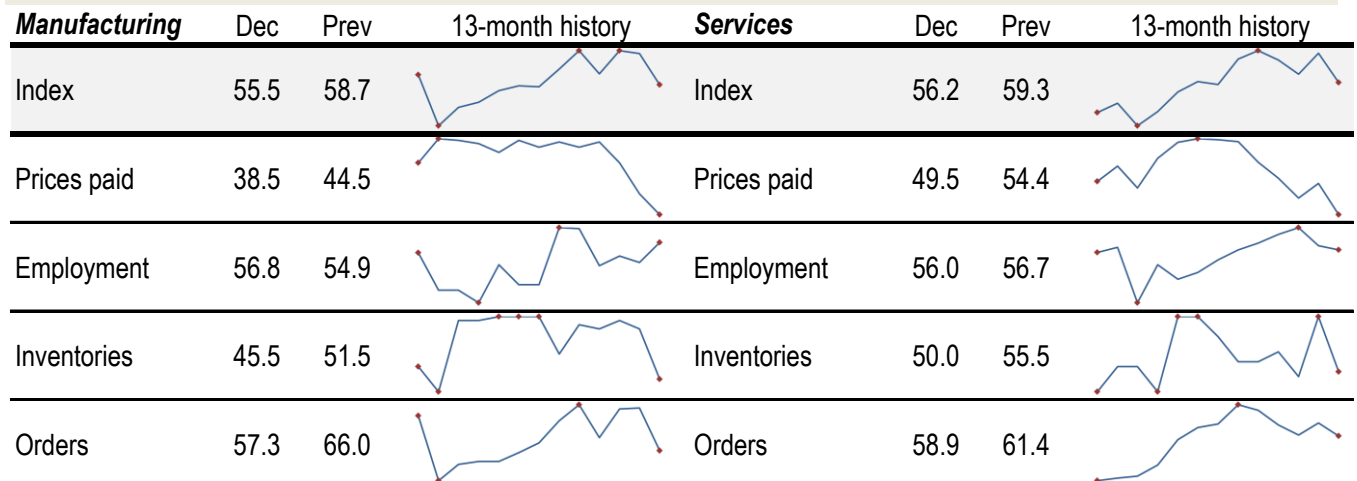 Manufacturing Dec Prev 13-month history Services Dec Prev 13-month history
Index 55.5 58.7 Index 56.2 59.3
Prices paid 38.5 44.5 Prices paid 49.5 54.4
Employment 56.8 54.9 Employment 56.0 56.7
Inventories 45.5 51.5 Inventories 50.0 55.5
Orders 57.3 66.0 Orders 58.9 61.4